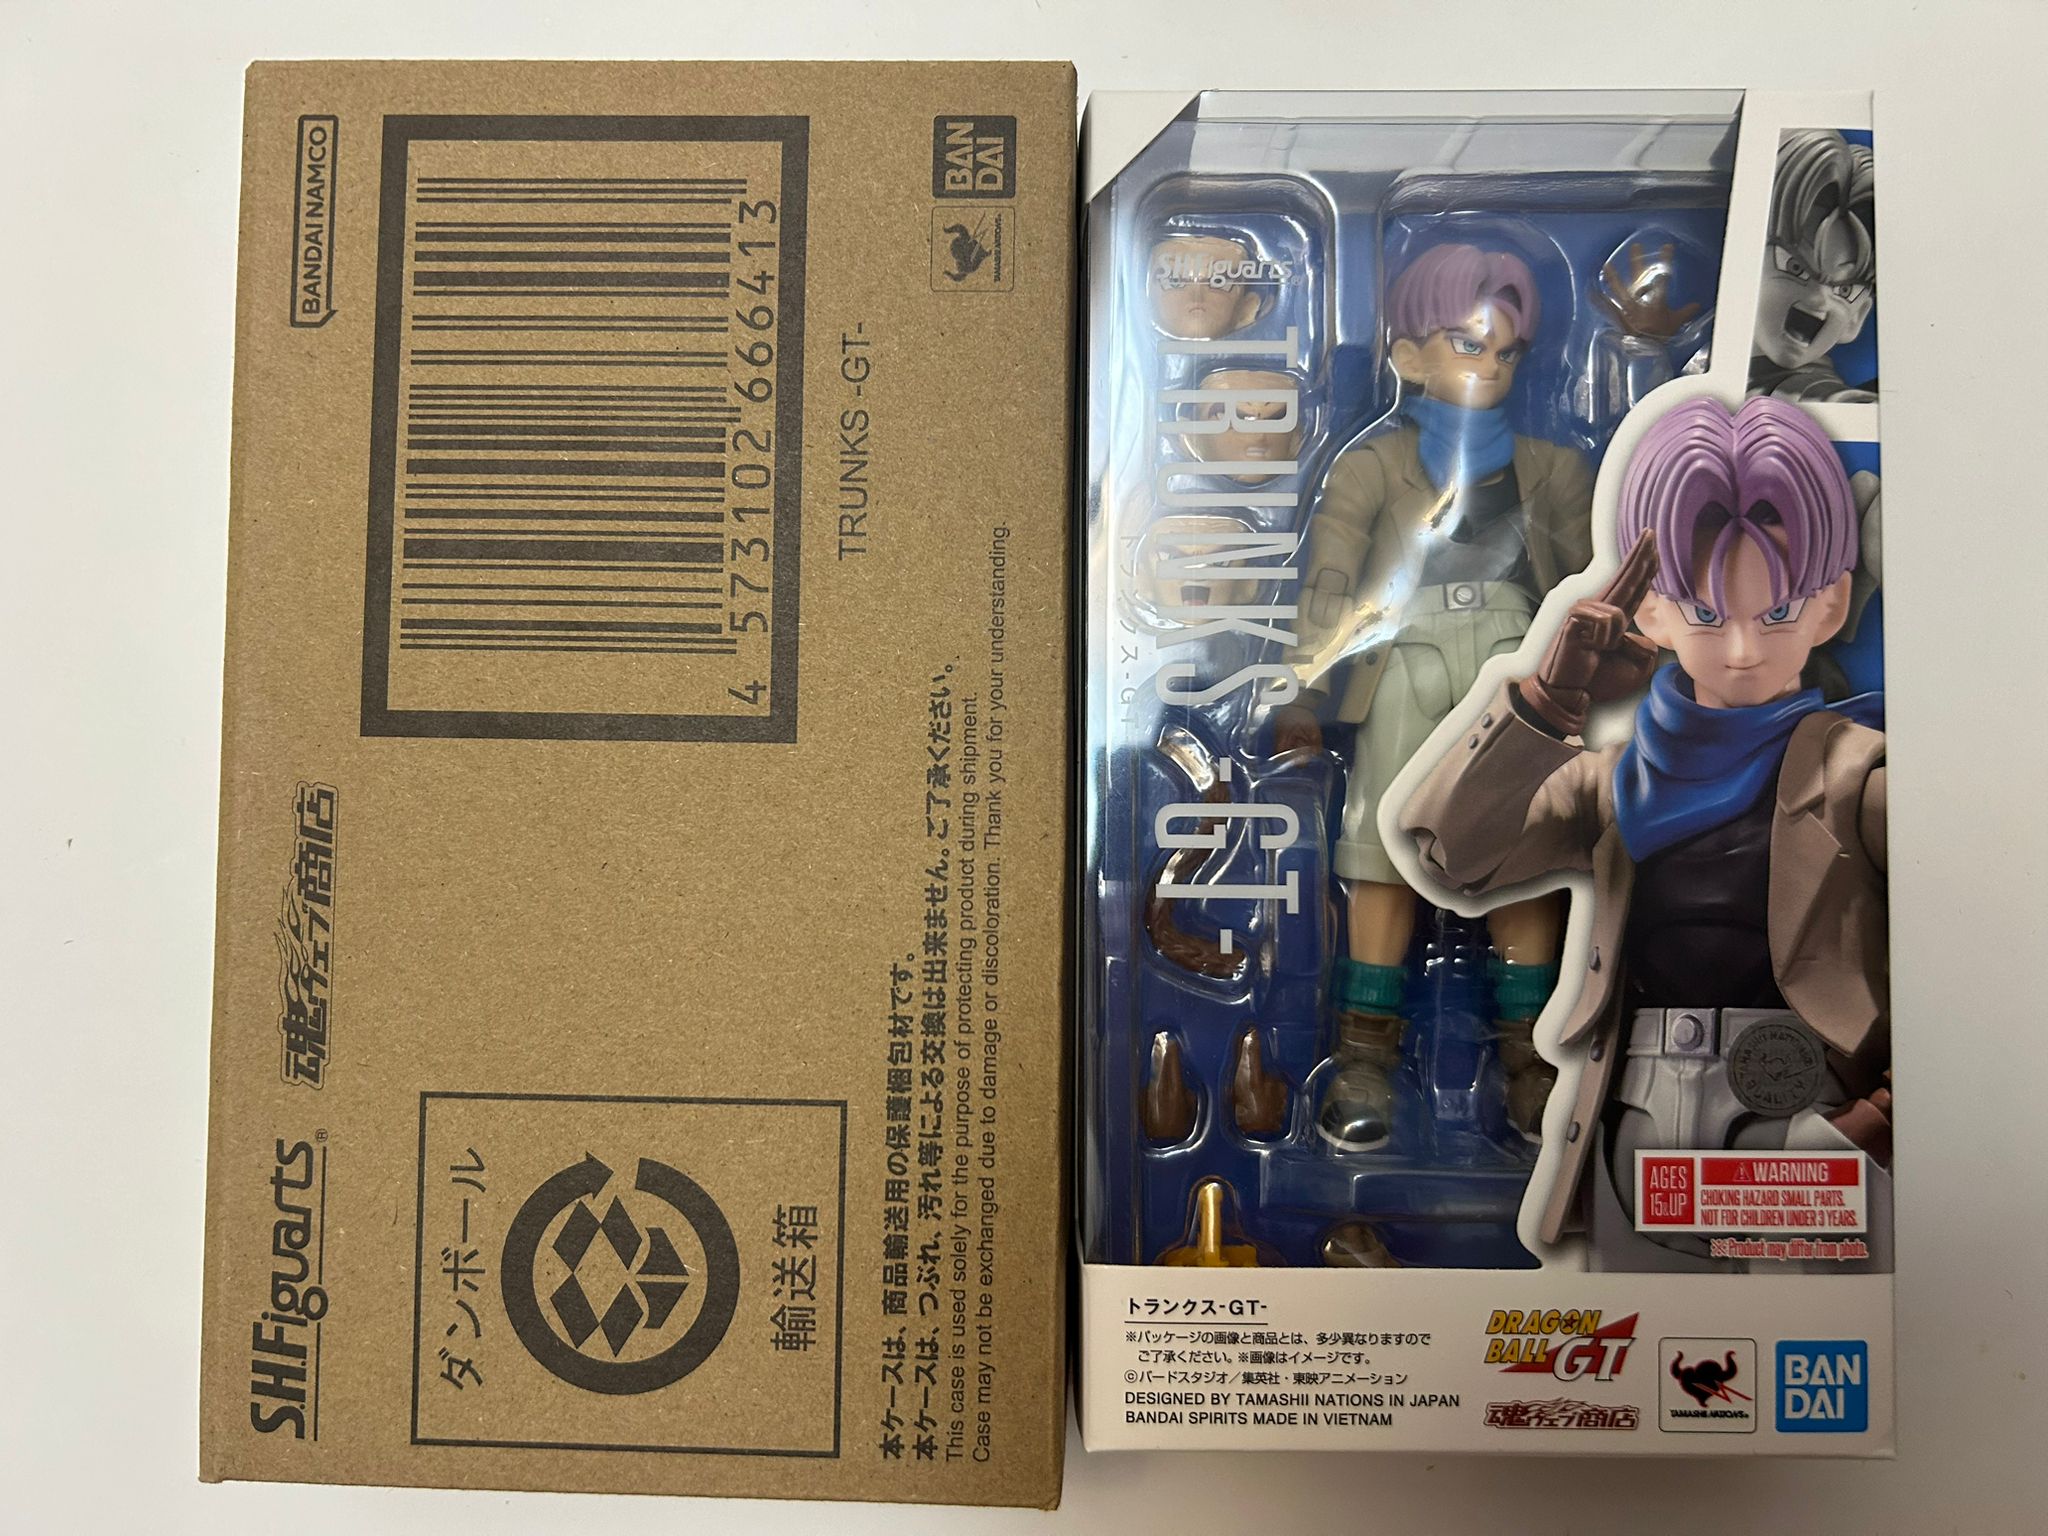 BANDAI NAMCO
4573102666413
TRUNKS -GT-
BAN
DAI
TAMASHII NATIONS
S.H.Figuarts®
魂ウェブ商店
ダンボール
輸送箱
本ケースは、商品輸送用の保護梱包材です。
本ケースは、つぶれ、汚れ等による交換は出来ません。ご了承ください。
This case is used solely for the purpose of protecting product during shipment.
Case may not be exchanged due to damage or discoloration. Thank you for your understanding.
S.H.Figuarts®
TRUNKS -GT-
トランクス-GT-
TAMASHII NATIONS
QUALITY
AGES
15&UP
⚠WARNING
CHOKING HAZARD SMALL PARTS.
NOT FOR CHILDREN UNDER 3 YEARS.
※Product may differ from photo.
トランクス-GT-
※パッケージの画像と商品とは、多少異なりますので
ご了承ください。※画像はイメージです。
©バードスタジオ／集英社・東映アニメーション
DESIGNED BY TAMASHII NATIONS IN JAPAN
BANDAI SPIRITS MADE IN VIETNAM
DRAGON
BALL GT
魂ウェブ商店
TAMASHII NATIONS
BAN
DAI